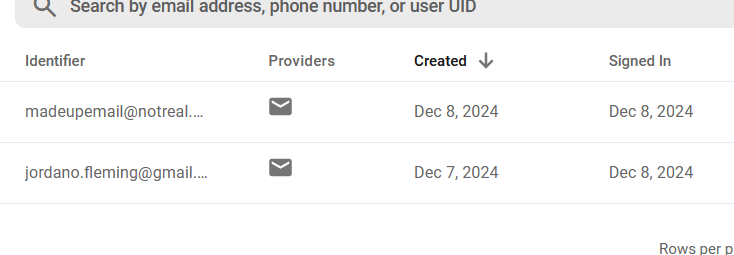 Search by email address, phone number, or user UID
Identifier Providers Created Signed In
madeupemail@notreal.... Dec 8, 2024 Dec 8, 2024
jordano.fleming@gmail.... Dec 7, 2024 Dec 8, 2024
Rows per p